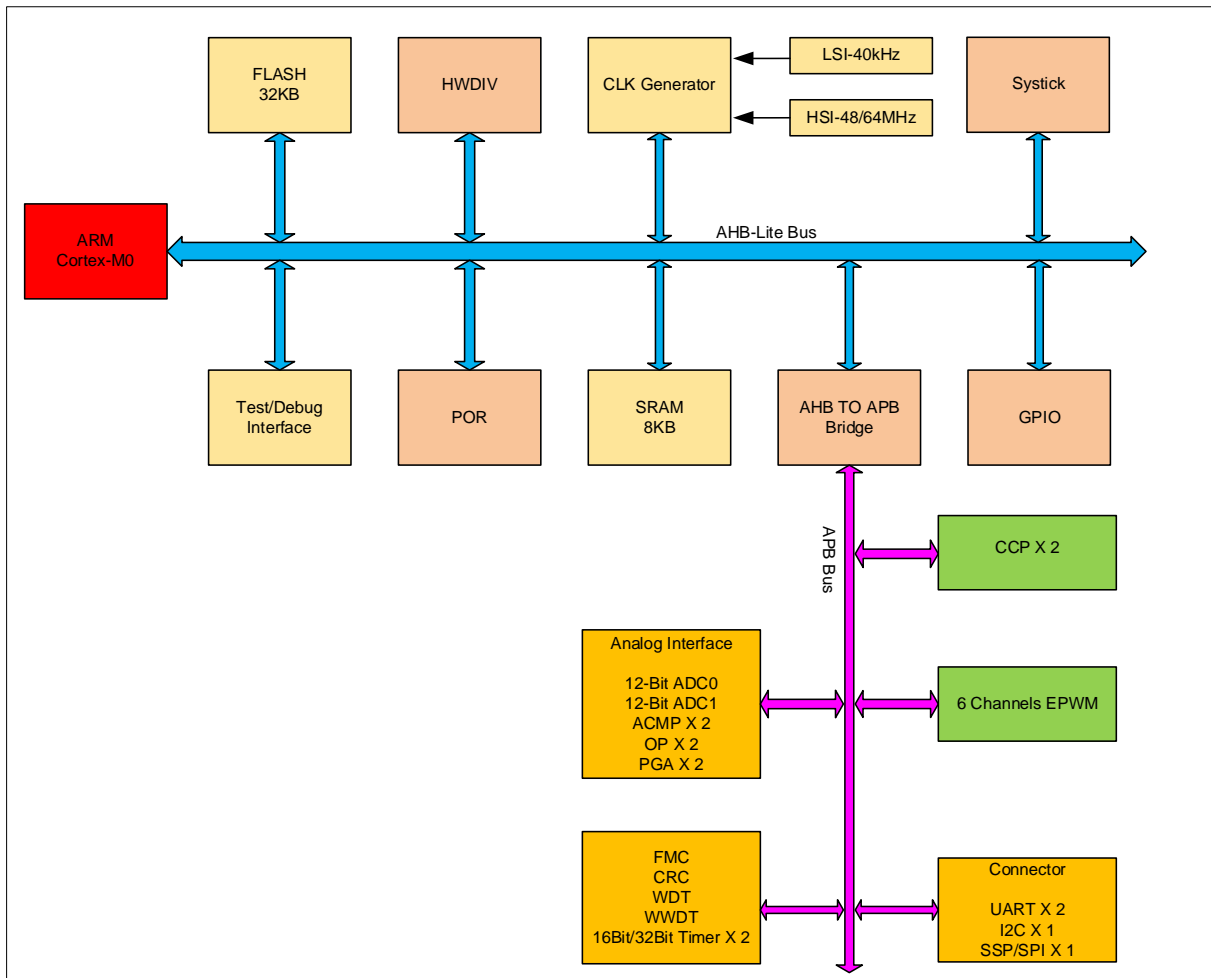 FLASH
32KB
HWDIV
CLK Generator
LSI-40kHz
HSI-48/64MHz
Systick
ARM
Cortex-M0
AHB-Lite Bus
Test/Debug
Interface
POR
SRAM
8KB
AHB TO APB
Bridge
GPIO
APB Bus
CCP X 2
Analog Interface
12-Bit ADC0
12-Bit ADC1
ACMP X 2
OP X 2
PGA X 2
6 Channels EPWM
FMC
CRC
WDT
WWDT
16Bit/32Bit Timer X 2
Connector
UART X 2
I2C X 1
SSP/SPI X 1